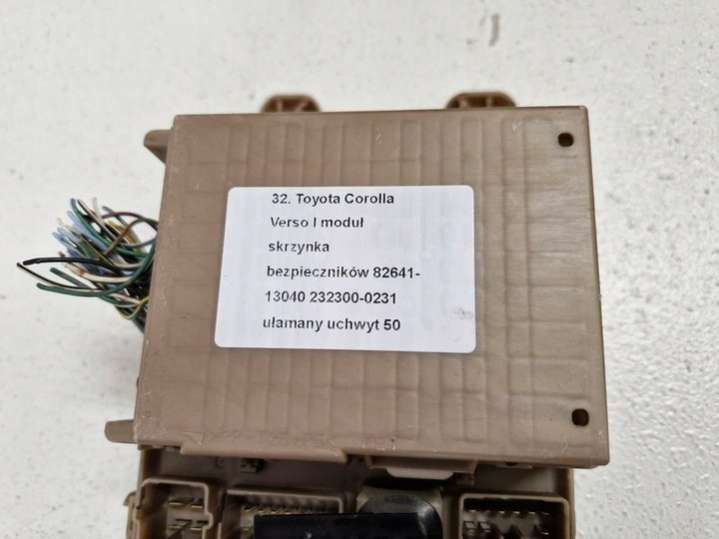 32. Toyota Corolla
Verso I moduł
skrzynka
bezpieczników 82641-
13040 232300-0231
ułamany uchwyt 50